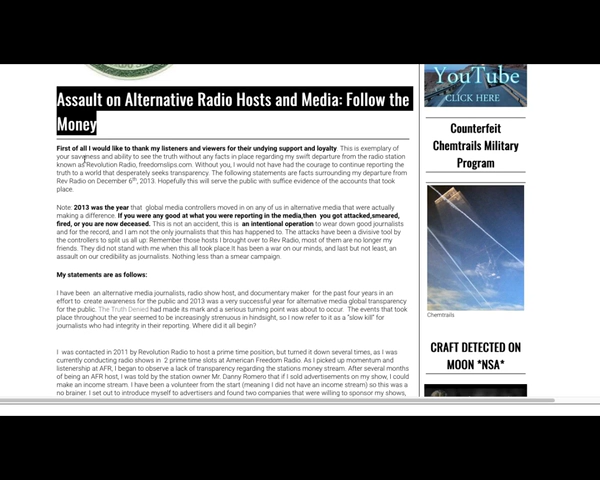 Assault on Alternative Radio Hosts and Media: Follow the
Money
First of all I would like to thank my listeners and viewers for their undying support and loyalty. This is exemplary of
your savviness and ability to see the truth without any facts in place regarding my swift departure from the radio station
known as Revolution Radio, freedomslips.com. Without you, I would not have had the courage to continue reporting the
truth to a world that desperately seeks transparency. The following statements are facts surrounding my departure from
Rev Radio on December 6th, 2013. Hopefully this will serve the public with suffice evidence of the accounts that took
place.
Note: 2013 was the year that global media controllers moved in on any of us in alternative media that were actually
making a difference. If you were any good at what you were reporting in the media,then you got attacked,smeared,
fired, or you are now deceased. This is not an accident, this is an intentional operation to wear down good journalists
and for the record, and I am not the only journalists that this has happened to. The attacks have been a divisive tool by
the controllers to split us all up: Remember those hosts I brought over to Rev Radio, most of them are no longer my
friends. They did not stand with me when this all took place.It has been a war on our minds, and last but not least, an
assault on our credibility as journalists. Nothing less than a smear campaign.
My statements are as follows:
I have been an alternative media journalists, radio show host, and documentary maker for the past four years in an
effort to create awareness for the public and 2013 was a very successful year for alternative media global transparency
for the public. The Truth Denied had made its mark and a serious turning point was about to occur. The events that took
place throughout the year seemed to be increasingly strenuous in hindsight, so I now refer to it as a "slow kill" for
journalists who had integrity in their reporting. Where did it all begin?
I was contacted in 2011 by Revolution Radio to host a prime time position, but turned it down several times, as I was
currently conducting radio shows in 2 prime time slots at American Freedom Radio. As I picked up momentum and
listenership at AFR, I began to observe a lack of transparency regarding the stations money stream. After several months
of being an AFR host, I was told by the station owner Mr. Danny Romero that if I sold advertisements on my show, I could
make an income stream. I have been a volunteer from the start (meaning I did not have an income stream) so this was a
no brainer. I set out to introduce myself to advertisers and found two companies that were willing to sponsor my shows,
YouTube
CLICK HERE
Counterfeit
Chemtrails Military
Program
Chemtrails
CRAFT DETECTED ON
MOON *NSA*